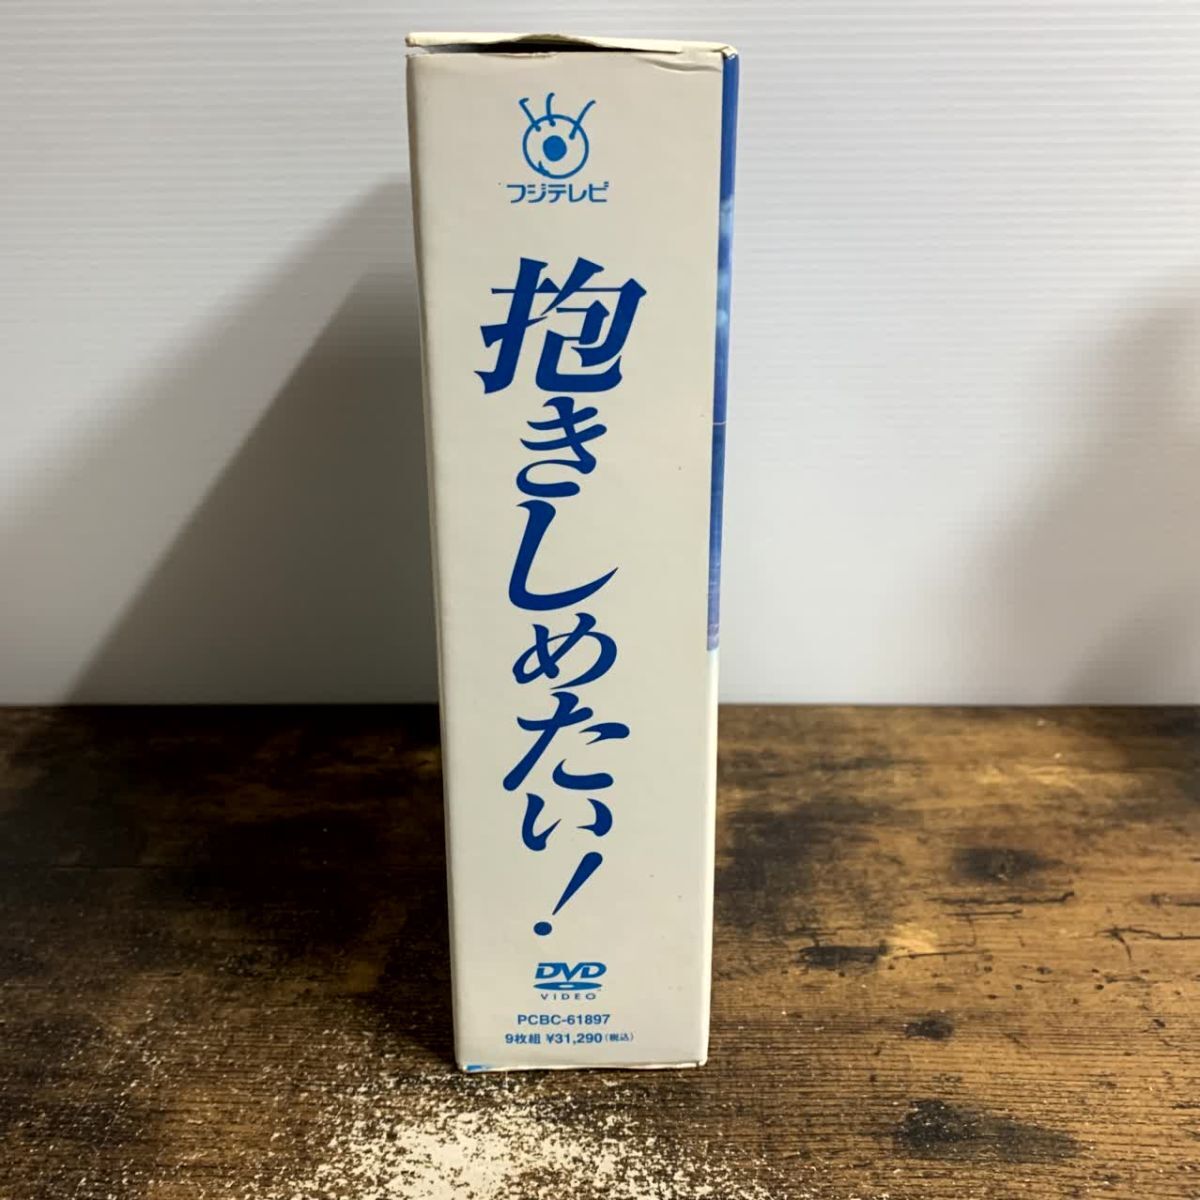 フジテレビ
抱きしめたい!
DVD
VIDEO
PCBC-61897
9枚組 ¥31,290(税込)